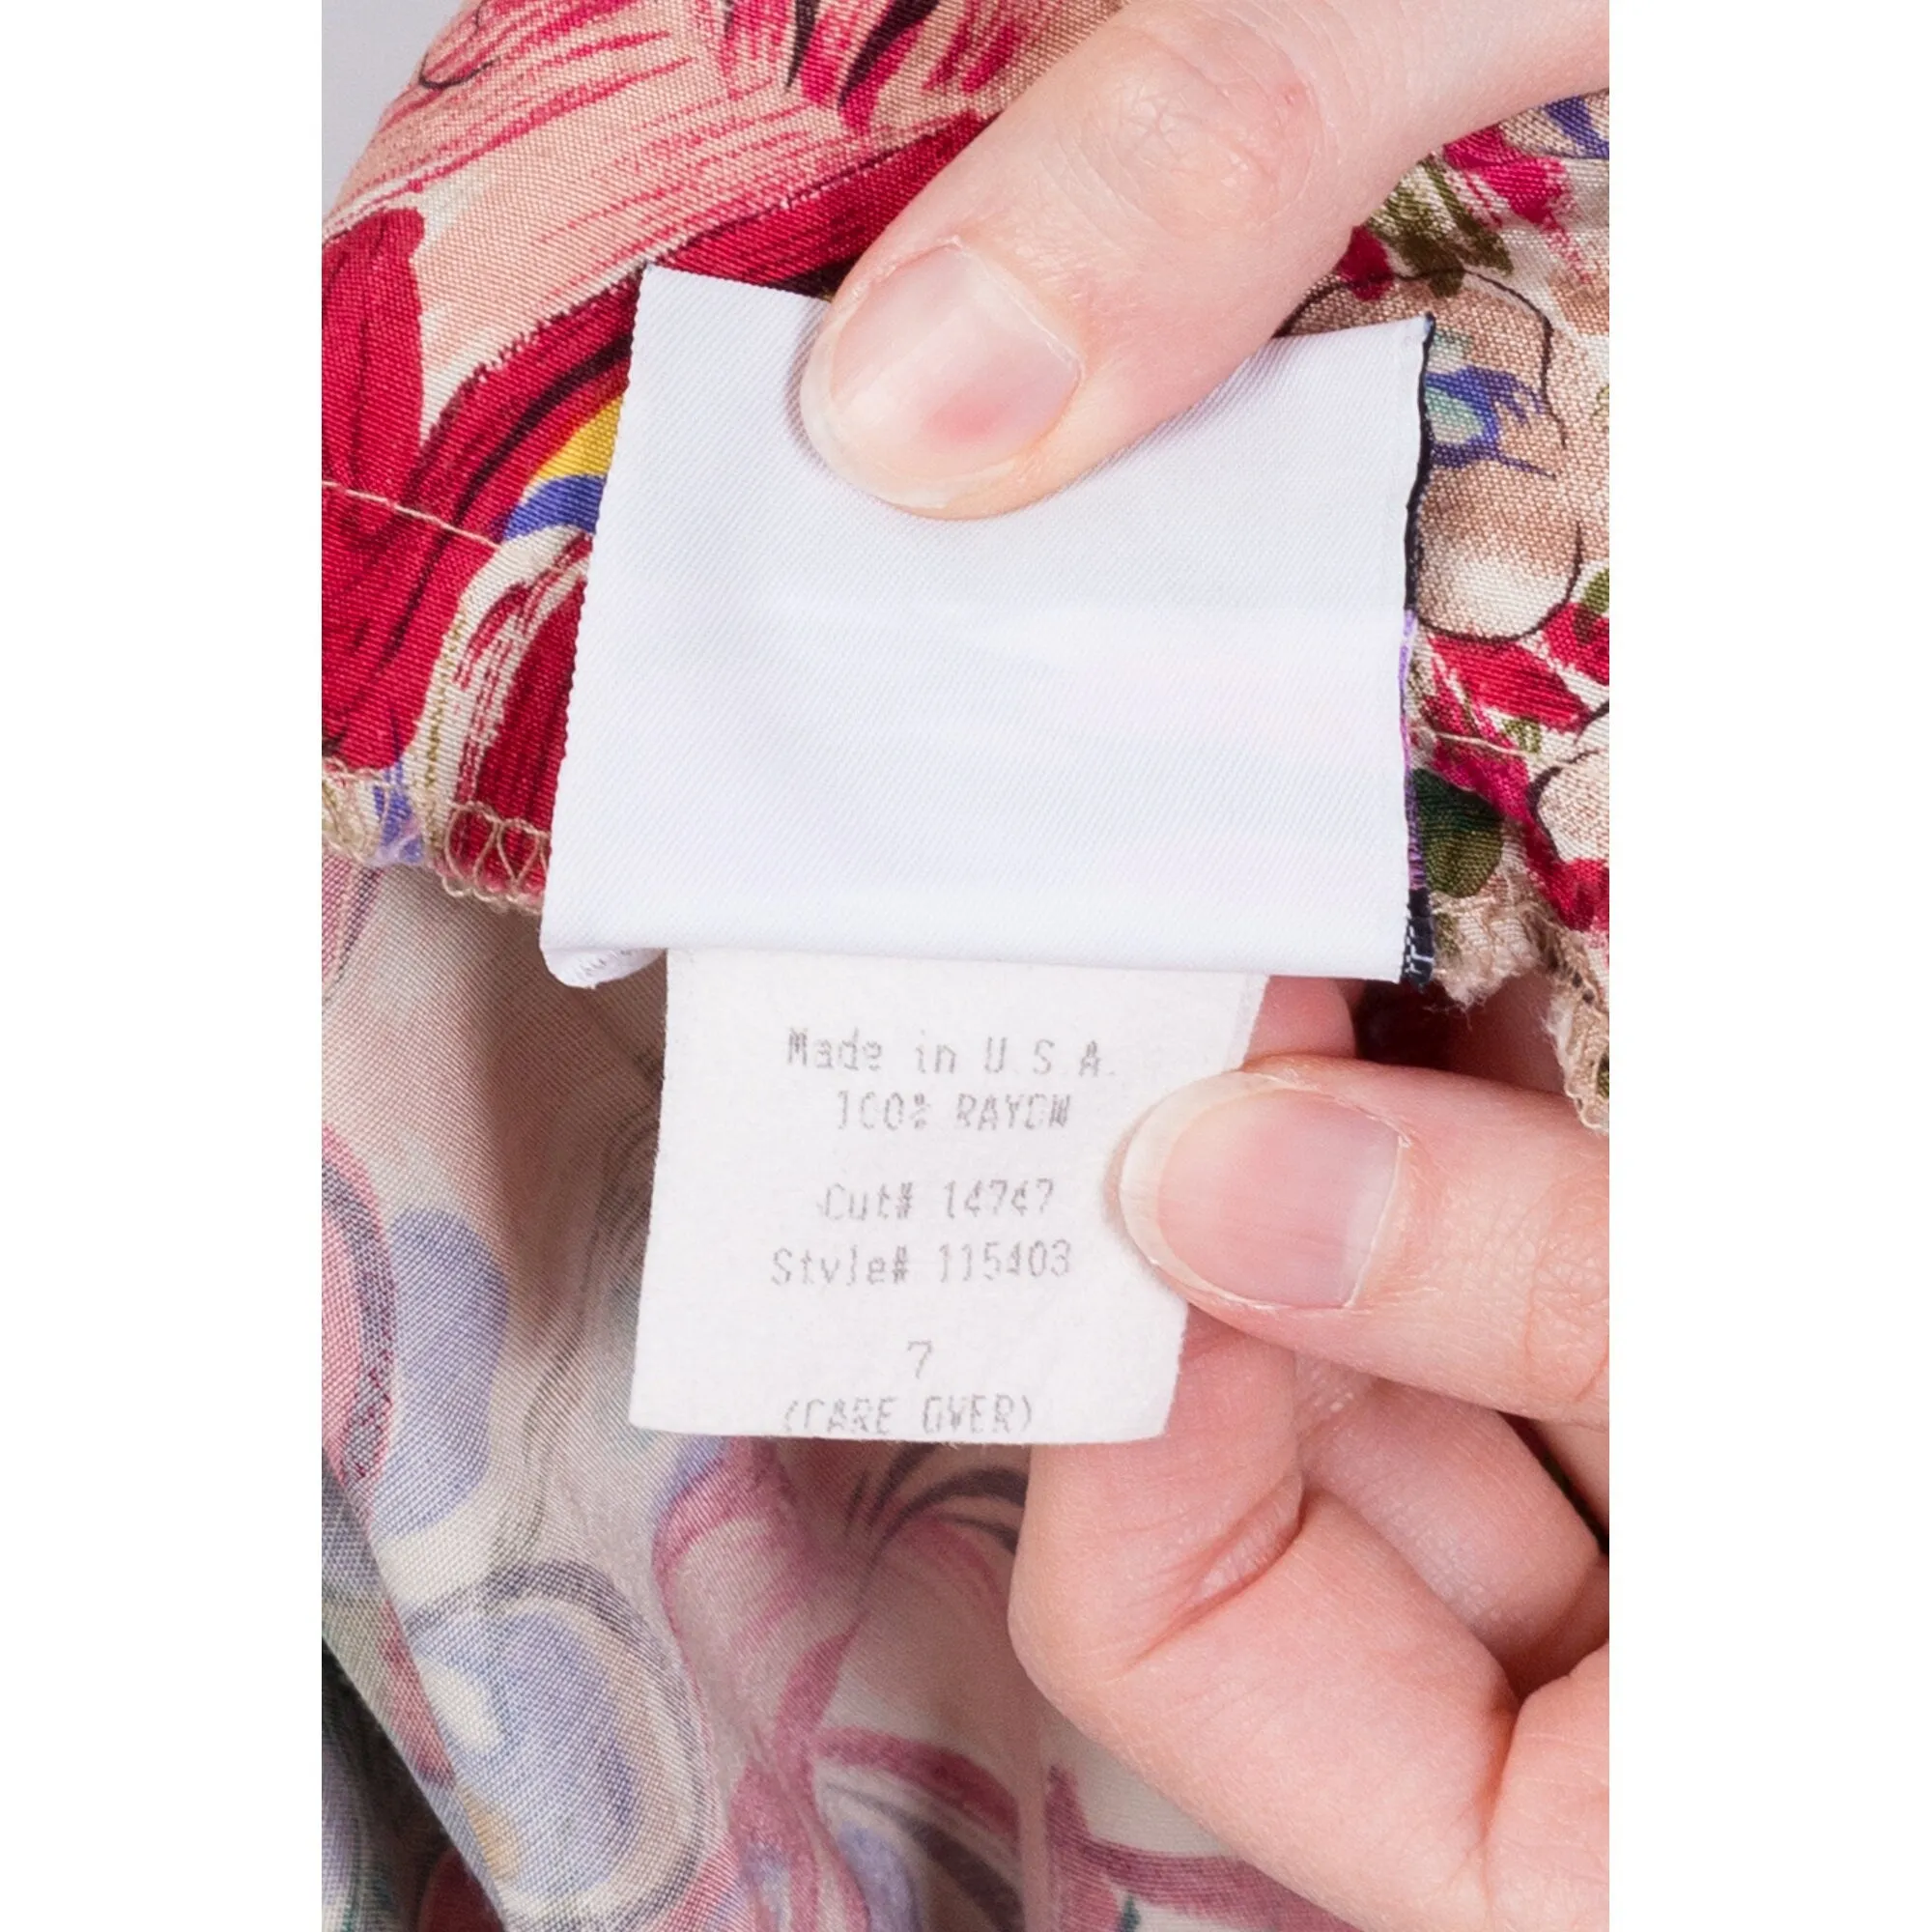 Made in U.S.A.
100% RAYON
Cut# 14747
Style# 115403
7
(CARE OVER)